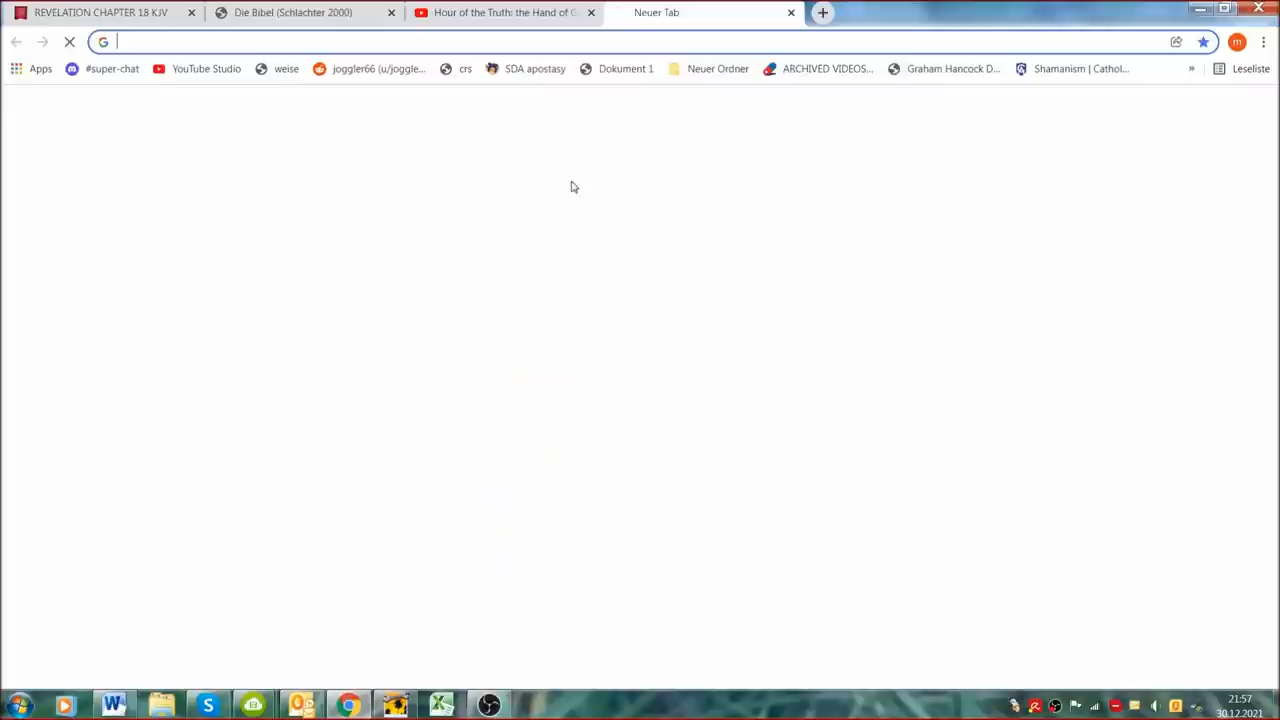 REVELATION CHAPTER 18 KJV
Die Bibel (Schlachter 2000)
Hour of the Truth: the Hand of G
Neuer Tab
Apps
#super-chat
YouTube Studio
weise
joggler66 (u/joggle...
crs
SDA apostasy
Dokument 1
Neuer Ordner
ARCHIVED VIDEOS...
Graham Hancock D...
Shamanism | Cathol...
»
Leseliste
m
21:57
30.12.2021